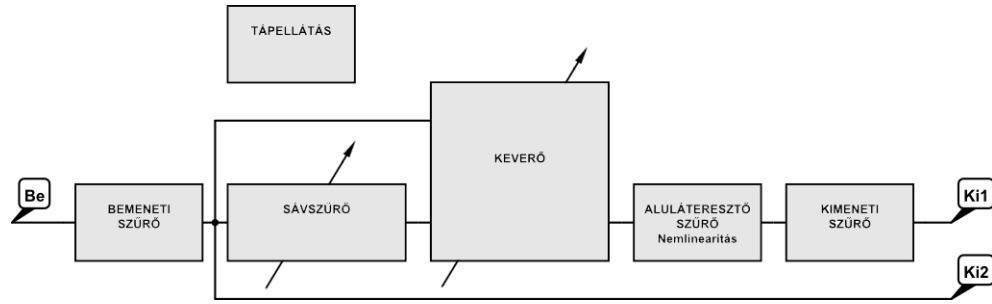 TÁPELLÁTÁS
KEVERŐ
Be
BEMENETI
SZŰRŐ
SÁVSZŰRŐ
ALULÁTERESZTŐ
SZŰRŐ
Nemlinearitás
KIMENETI
SZŰRŐ
Ki1
Ki2